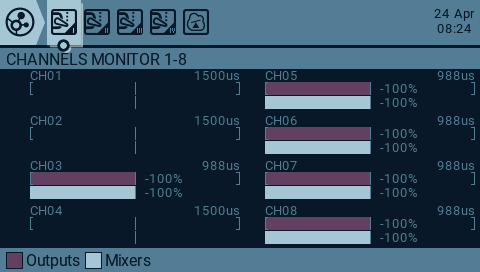 24 Apr
08:24
CHANNELS MONITOR 1-8
CH01 1500us
CH05 988us
-100%
-100%
CH02 1500us
CH06 988us
-100%
-100%
CH03 988us
-100%
-100%
CH07 988us
-100%
-100%
CH04 1500us
CH08 988us
-100%
-100%
Outputs Mixers